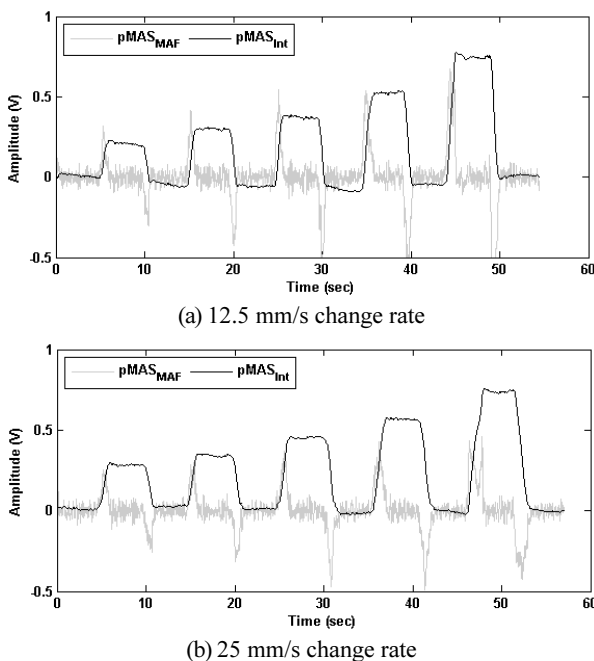 1
pMAS_MAF pMAS_Int
0.5
Amplitude (V)
0
-0.5
0 10 20 30 40 50 60
Time (sec)
(a) 12.5 mm/s change rate
1
pMAS_MAF pMAS_Int
0.5
Amplitude (V)
0
-0.5
0 10 20 30 40 50 60
Time (sec)
(b) 25 mm/s change rate